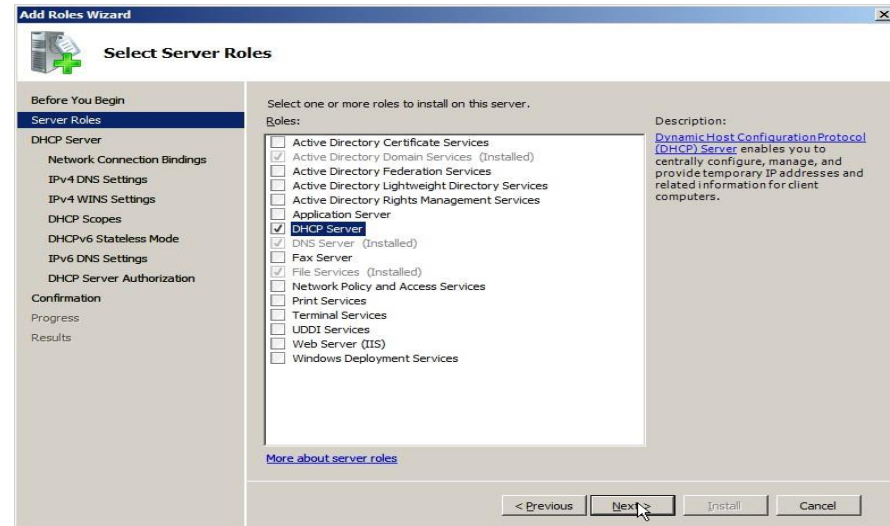 Add Roles Wizard
Select Server Roles
Before You Begin
Server Roles
DHCP Server
Network Connection Bindings
IPv4 DNS Settings
IPv4 WINS Settings
DHCP Scopes
DHCPv6 Stateless Mode
IPv6 DNS Settings
DHCP Server Authorization
Confirmation
Progress
Results
Select one or more roles to install on this server.
Roles:
Active Directory Certificate Services
Active Directory Domain Services (Installed)
Active Directory Federation Services
Active Directory Lightweight Directory Services
Active Directory Rights Management Services
Application Server
DHCP Server
DNS Server (Installed)
Fax Server
File Services (Installed)
Network Policy and Access Services
Print Services
Terminal Services
UDDI Services
Web Server (IIS)
Windows Deployment Services
More about server roles
Description:
Dynamic Host Configuration Protocol
(DHCP) Server enables you to
centrally configure, manage, and
provide temporary IP addresses and
related information for client
computers.
< Previous
Next >
Install
Cancel